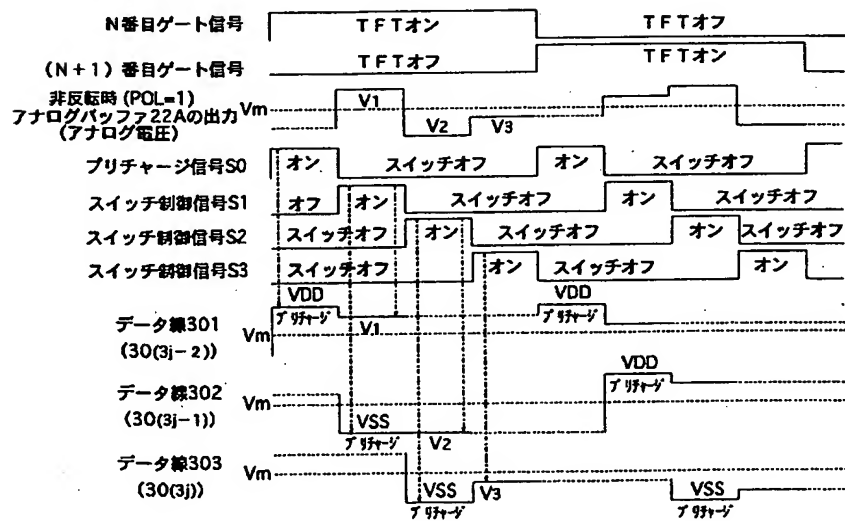 N番目ゲート信号
TFTオン
TFTオフ
(N+1)番目ゲート信号
TFTオフ
TFTオン
非反転時(POL=1)
アナログバッファ22Aの出力
(アナログ電圧)
Vm
V1
V2
V3
プリチャージ信号S0
オン
スイッチオフ
オン
スイッチオフ
スイッチ制御信号S1
オフ
オン
スイッチオフ
オン
スイッチオフ
スイッチ制御信号S2
スイッチオフ
オン
スイッチオフ
オン
スイッチオフ
スイッチ制御信号S3
スイッチオフ
オン
スイッチオフ
オン
VDD
VDD
データ線301
(30(3j-2))
Vm
プリチャージ
V1
プリチャージ
VDD
データ線302
(30(3j-1))
Vm
プリチャージ
VSS
プリチャージ
V2
データ線303
(30(3j))
Vm
VSS
プリチャージ
V3
VSS
プリチャージ